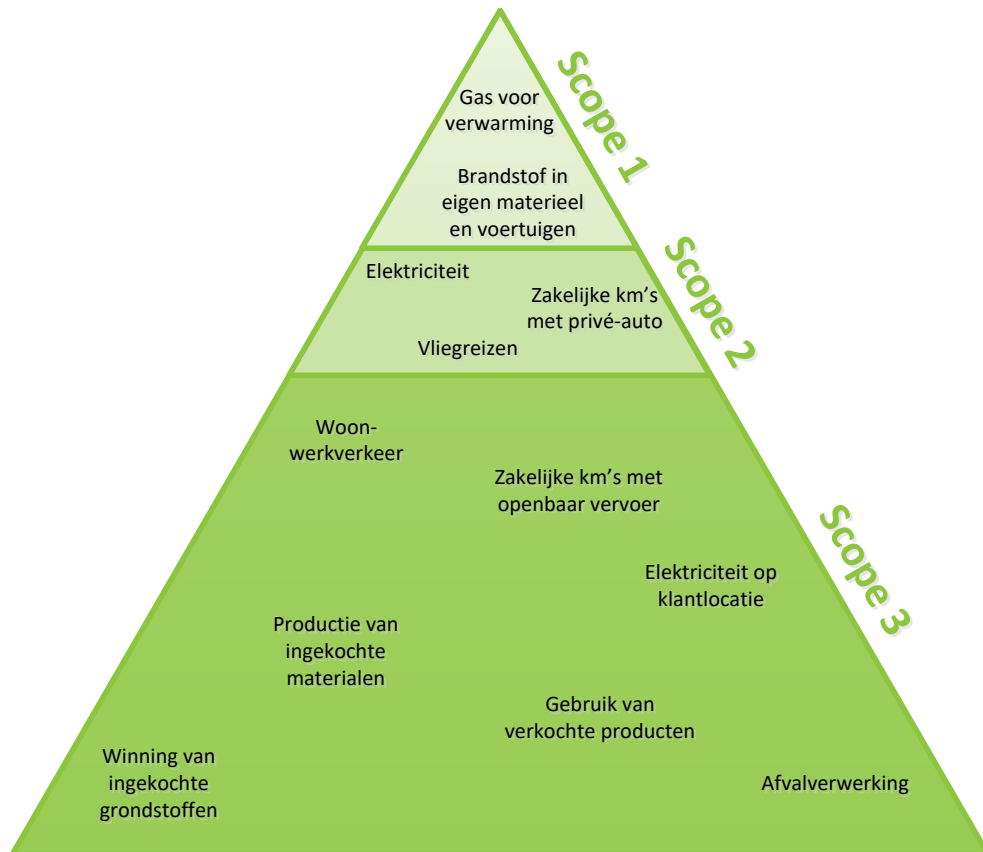 Gas voor
verwarming
Scope 1
Brandstof in
eigen materieel
en voertuigen
Elektriciteit
Zakelijke km's
met privé-auto
Vliegreizen
Scope 2
Woon-
werkverkeer
Zakelijke km's met
openbaar vervoer
Scope 3
Elektriciteit op
klantlocatie
Productie van
ingekochte
materialen
Gebruik van
verkochte producten
Winning van
ingekochte
grondstoffen
Afvalverwerking